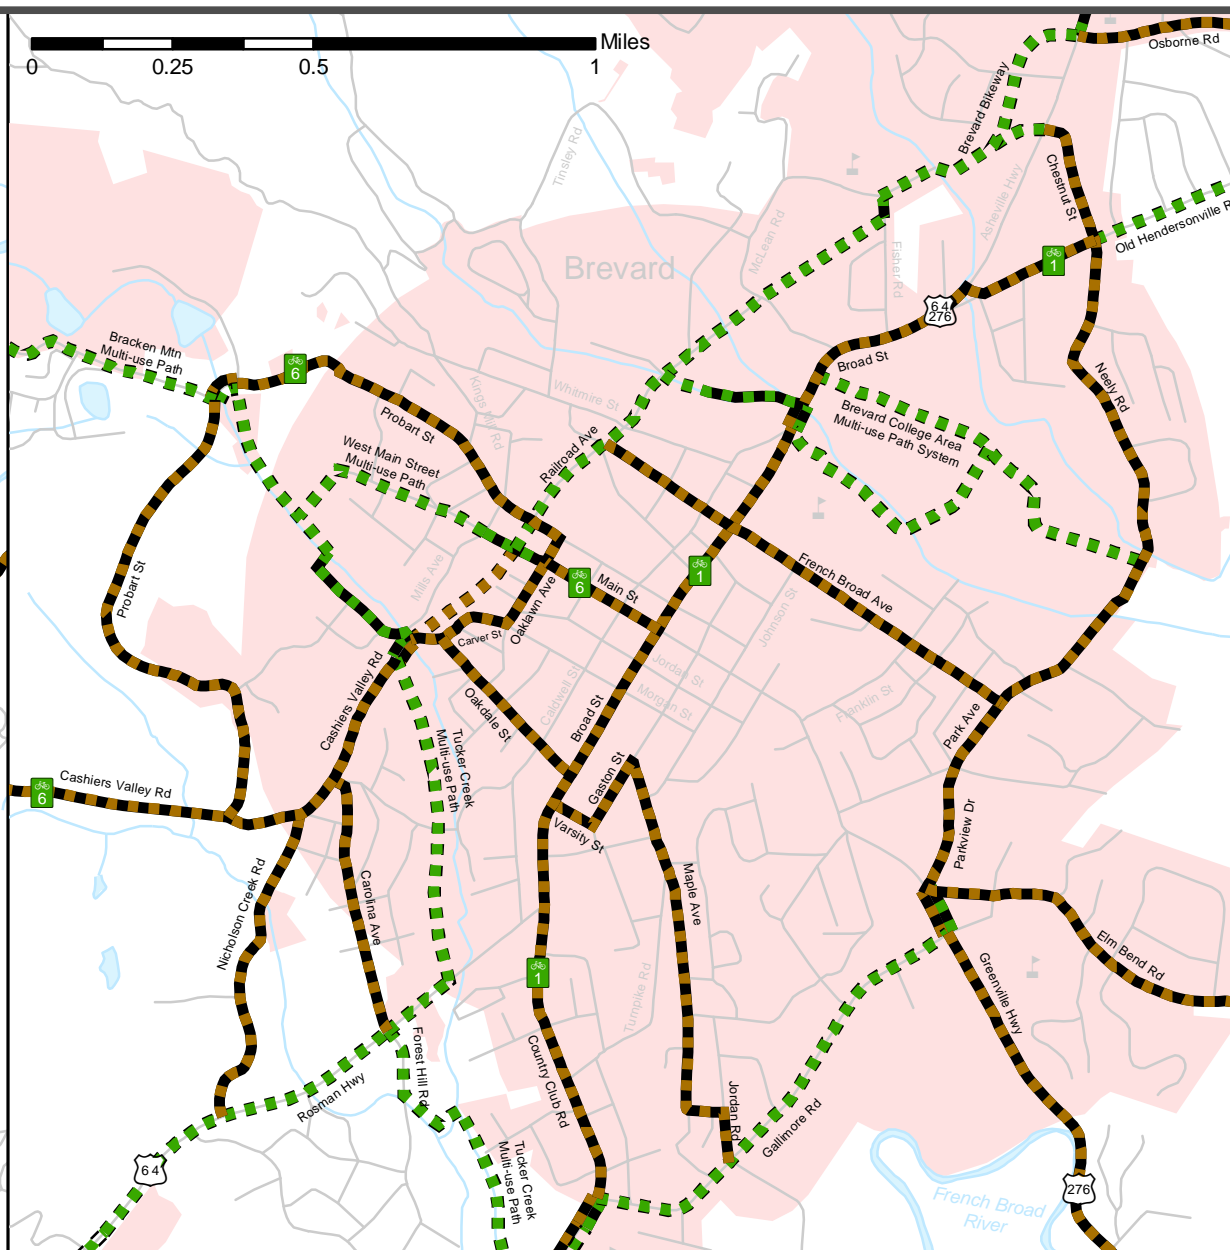 Miles
0
0.25
0.5
1
Osborne Rd
Brevard Bikeway
Tinsley Rd
Chestnut St
Asheville Hwy
McLean Rd
Fisher Rd
Old Hendersonville R
1
Brevard
64
276
Bracken Mtn
Multi-use Path
6
Broad St
Neely Rd
Kings Mill Rd
Whitmire St
Probart St
Brevard College Area
Multi-use Path System
West Main Street
Multi-use Path
Railroad Ave
Probart St
Mills Ave
6
Main St
1
French Broad Ave
Oaklawn Ave
Carver St
Johnson St
Jordan St
Morgan St
Caldwell St
Franklin St
Cashiers Valley Rd
Oakdale St
Broad St
Park Ave
Tucker Creek
Multi-use Path
Gaston St
Cashiers Valley Rd
6
Varsity St
Parkview Dr
Nicholson Creek Rd
Carolina Ave
Maple Ave
Elm Bend Rd
1
Turnpike Rd
Greenville Hwy
Country Club Rd
Forest Hill Rd
Rosman Hwy
Jordan Rd
Gallimore Rd
64
Tucker Creek
Multi-use Path
French Broad
River
276